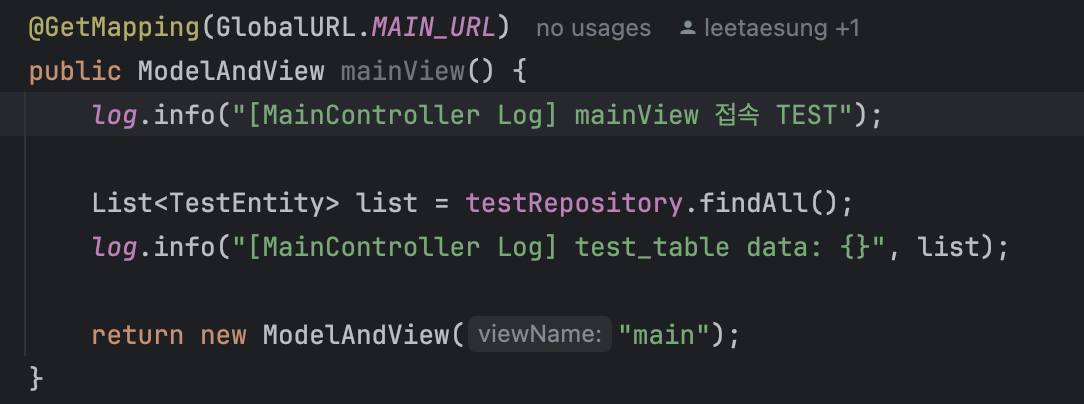 @GetMapping(GlobalURL.MAIN_URL) no usages leetaesung +1
public ModelAndView mainView() {
log.info("[MainController Log] mainView 접속 TEST");
List<TestEntity> list = testRepository.findAll();
log.info("[MainController Log] test_table data: {}", list);
return new ModelAndView( viewName: "main");
}